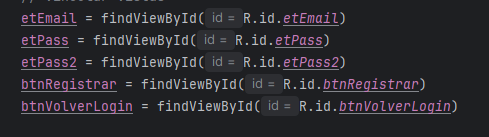 etEmail = findViewById( id = R.id.etEmail)
etPass = findViewById( id = R.id.etPass)
etPass2 = findViewById( id = R.id.etPass2)
btnRegistrar = findViewById( id = R.id.btnRegistrar)
btnVolverLogin = findViewById( id = R.id.btnVolverLogin)